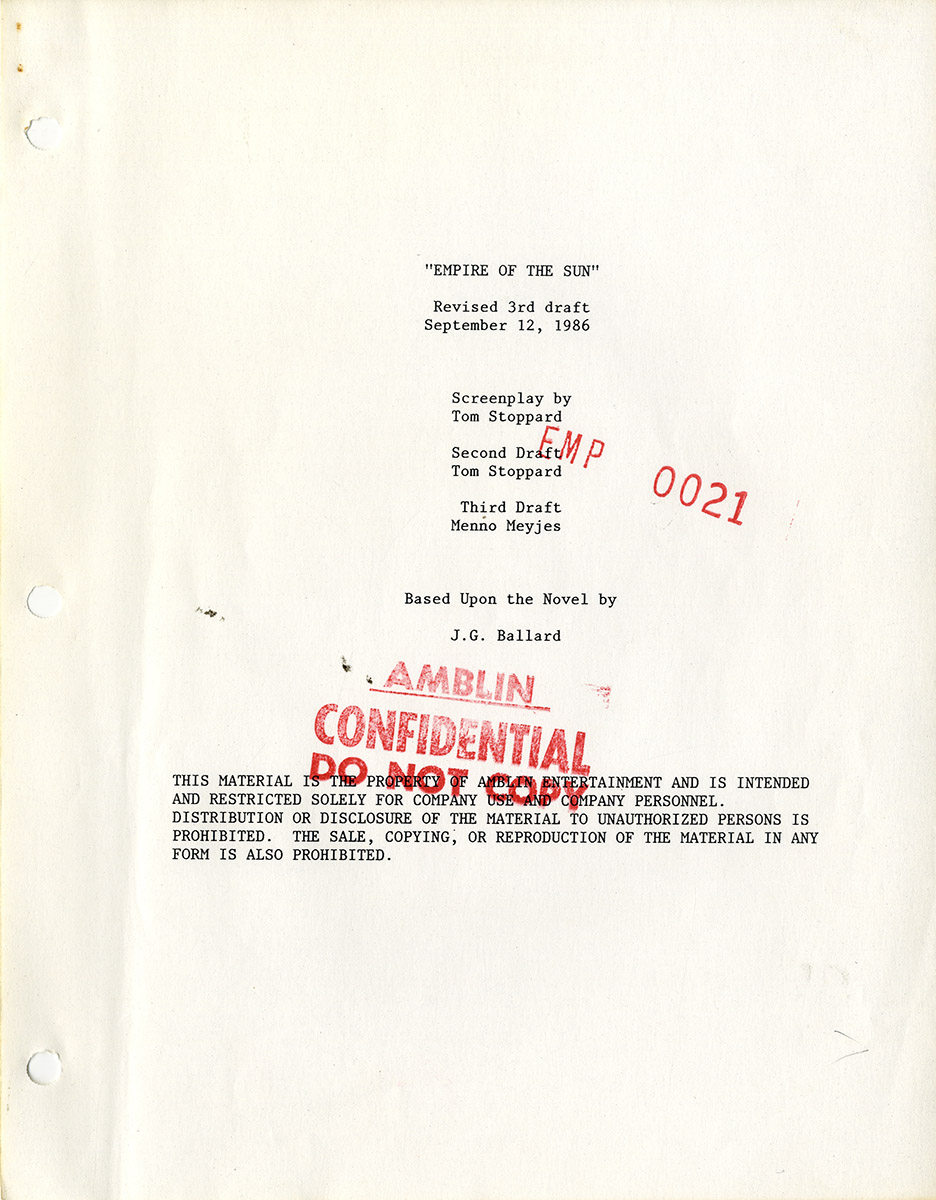 "EMPIRE OF THE SUN"
Revised 3rd draft
September 12, 1986
Screenplay by
Tom Stoppard
Second Draft
Tom Stoppard
EMP 0021
Third Draft
Menno Meyjes
Based Upon the Novel by
J.G. Ballard
AMBLIN
CONFIDENTIAL
DO NOT COPY
THIS MATERIAL IS THE PROPERTY OF AMBLIN ENTERTAINMENT AND IS INTENDED
AND RESTRICTED SOLELY FOR COMPANY USE AND COMPANY PERSONNEL.
DISTRIBUTION OR DISCLOSURE OF THE MATERIAL TO UNAUTHORIZED PERSONS IS
PROHIBITED.  THE SALE, COPYING, OR REPRODUCTION OF THE MATERIAL IN ANY
FORM IS ALSO PROHIBITED.